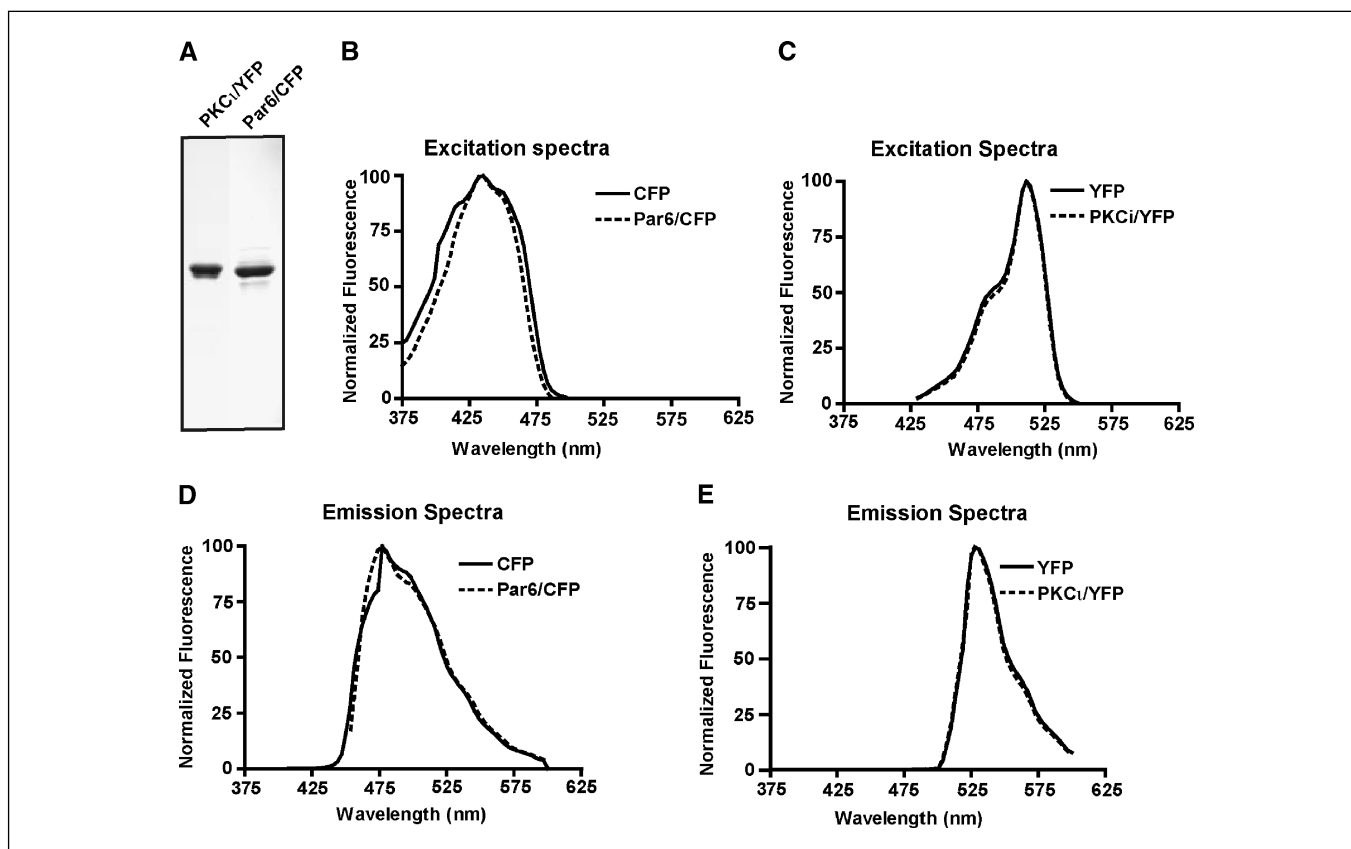 A
PKCι/YFP
Par6/CFP
B
Excitation spectra
Normalized Fluorescence
100
75
50
25
0
375 425 475 525 575 625
Wavelength (nm)
CFP
Par6/CFP
C
Excitation Spectra
Normalized Fluorescence
100
75
50
25
0
375 425 475 525 575 625
Wavelength (nm)
YFP
PKCi/YFP
D
Emission Spectra
Normalized Fluorescence
100
75
50
25
0
375 425 475 525 575 625
Wavelength (nm)
CFP
Par6/CFP
E
Emission Spectra
Normalized Fluorescence
100
75
50
25
0
375 425 475 525 575 625
Wavelength (nm)
YFP
PKCι/YFP